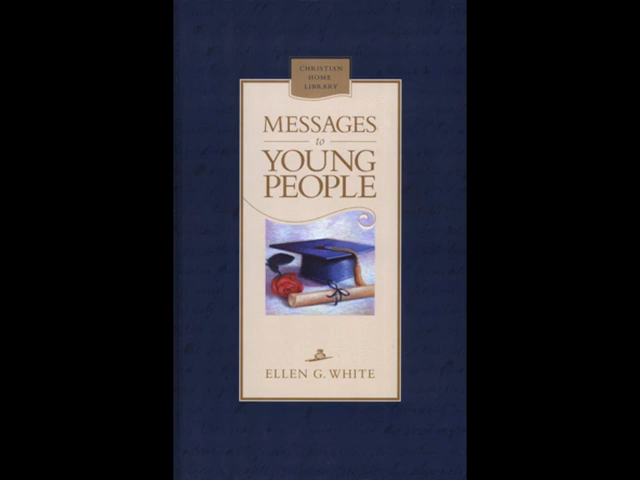 CHRISTIAN
HOME
LIBRARY
MESSAGES
to
YOUNG
PEOPLE
ELLEN G. WHITE